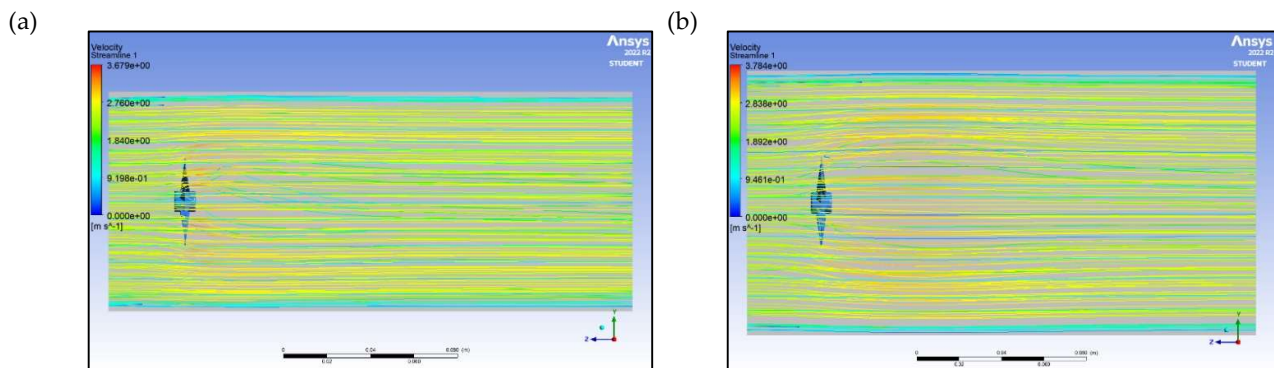 (a)
Velocity
Streamline 1
3.679e+00
2.760e+00
1.840e+00
9.198e-01
0.000e+00
[m s^-1]
Ansys
2022 R2
STUDENT
Y
Z
0
0.04
0.080 (m)
0.02
0.060
(b)
Velocity
Streamline 1
3.784e+00
2.838e+00
1.892e+00
9.461e-01
0.000e+00
[m s^-1]
Ansys
2022 R2
STUDENT
Y
Z
0
0.04
0.080 (m)
0.02
0.060